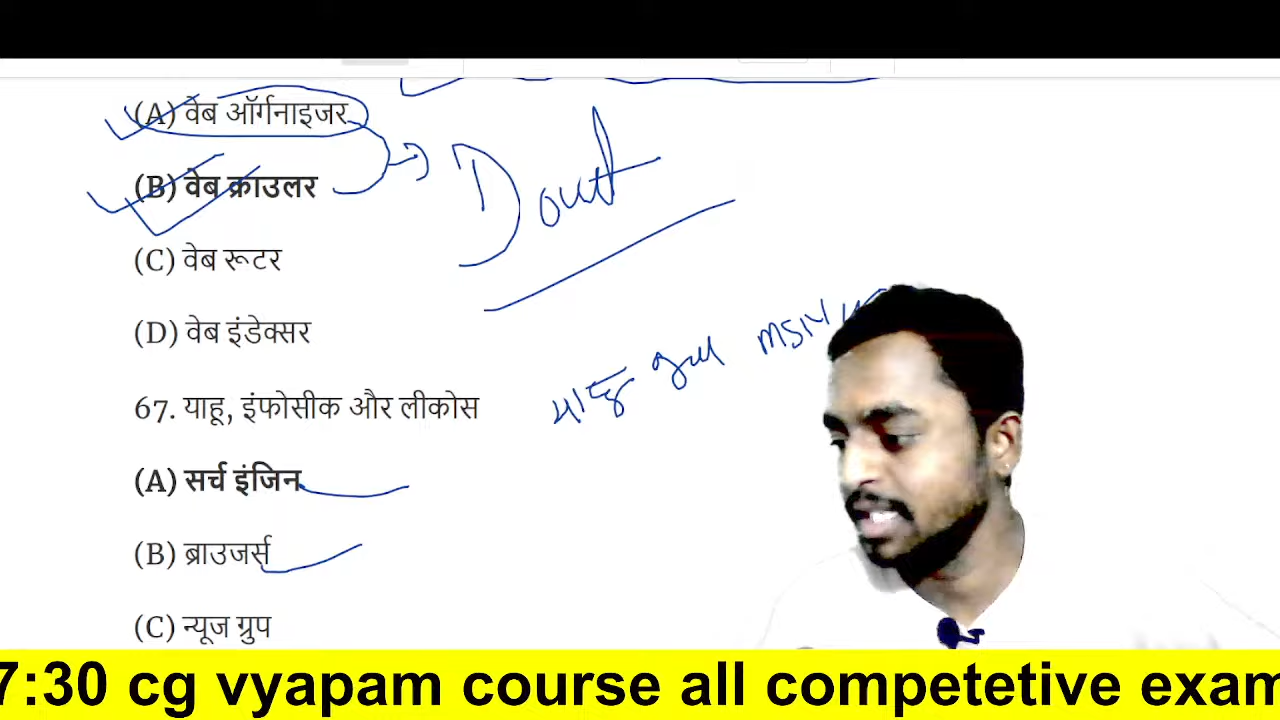 (A) वेब ऑर्गनाइजर
(B) वेब क्राउलर
Dout
(C) वेब रूटर
(D) वेब इंडेक्सर
67. याहू, इंफोसीक और लीकोस
याहू
(A) सर्च इंजिन
(B) ब्राउजर्स
(C) न्यूज ग्रुप
7:30 cg vyapam course all competetive exam